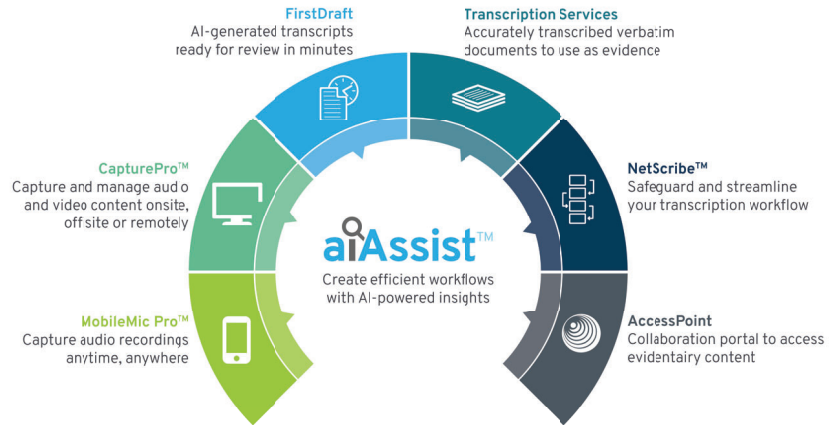 FirstDraft
AI-generated transcripts
ready for review in minutes
Transcription Services
Accurately transcribed verbatim
documents to use as evidence
CapturePro™
Capture and manage audio
and video content onsite,
off site or remotely
NetScribe™
Safeguard and streamline
your transcription workflow
aiAssist™
Create efficient workflows
with AI-powered insights
MobileMic Pro™
Capture audio recordings
anytime, anywhere
AccessPoint
Collaboration portal to access
evidentairy content